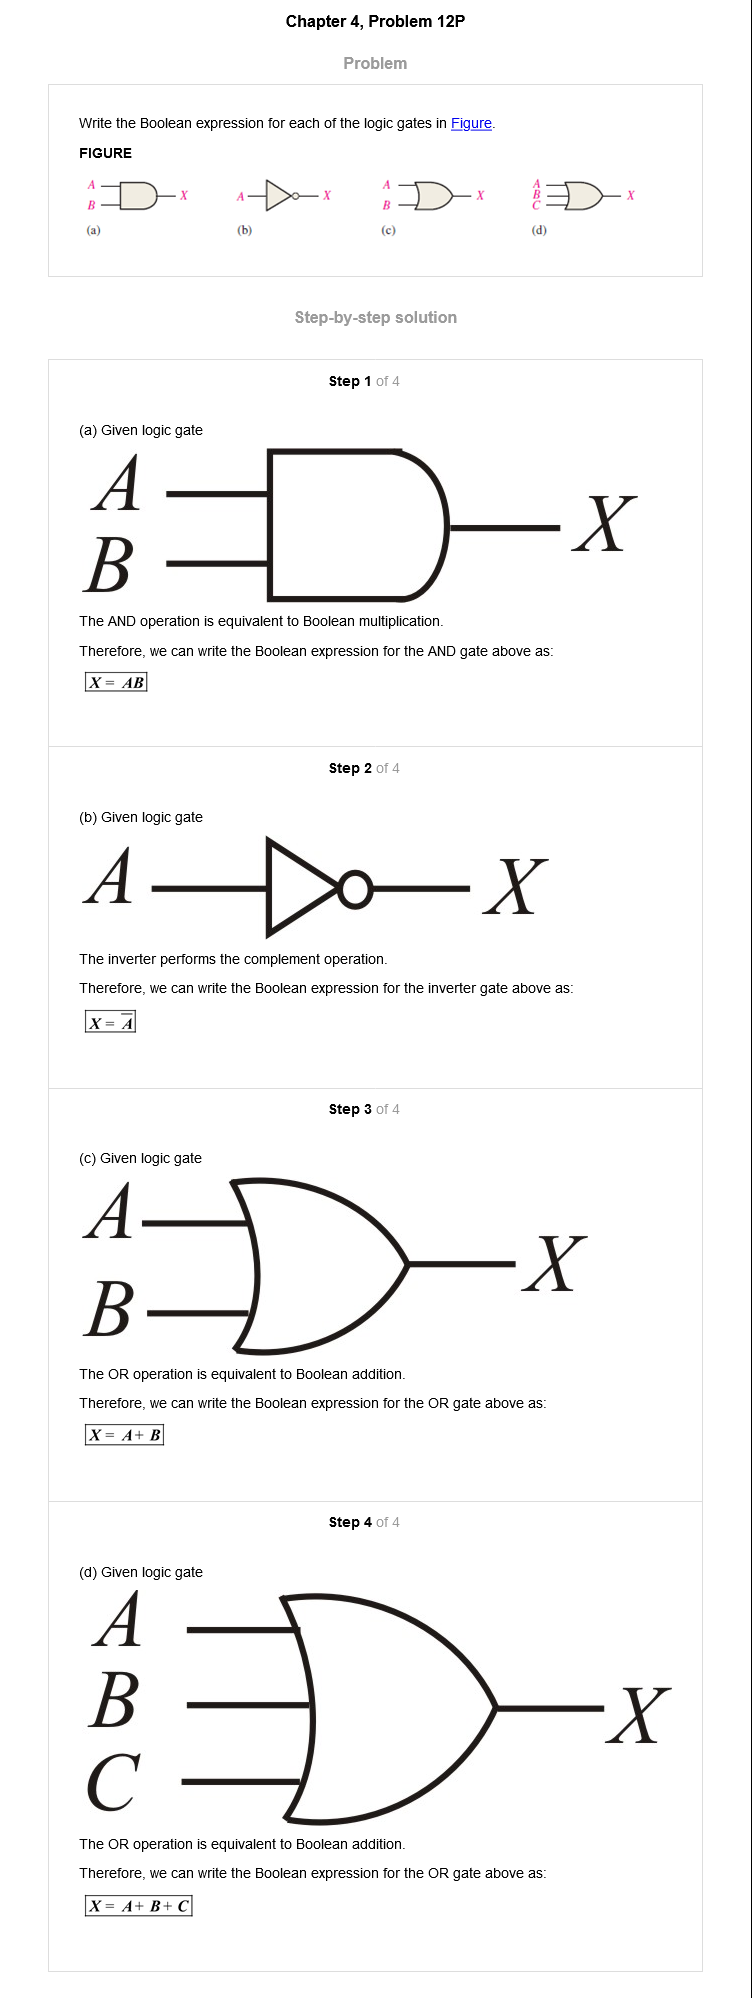 Chapter 4, Problem 12P
Problem
Write the Boolean expression for each of the logic gates in Figure.
FIGURE
A
B
X
(a)
A
X
(b)
A
B
X
(c)
A
B
C
X
(d)
Step-by-step solution
Step 1 of 4
(a) Given logic gate
A
B
X
The AND operation is equivalent to Boolean multiplication.
Therefore, we can write the Boolean expression for the AND gate above as:
X = AB
Step 2 of 4
(b) Given logic gate
A
X
The inverter performs the complement operation.
Therefore, we can write the Boolean expression for the inverter gate above as:
X = A̅
Step 3 of 4
(c) Given logic gate
A
B
X
The OR operation is equivalent to Boolean addition.
Therefore, we can write the Boolean expression for the OR gate above as:
X = A + B
Step 4 of 4
(d) Given logic gate
A
B
C
X
The OR operation is equivalent to Boolean addition.
Therefore, we can write the Boolean expression for the OR gate above as:
X = A + B + C